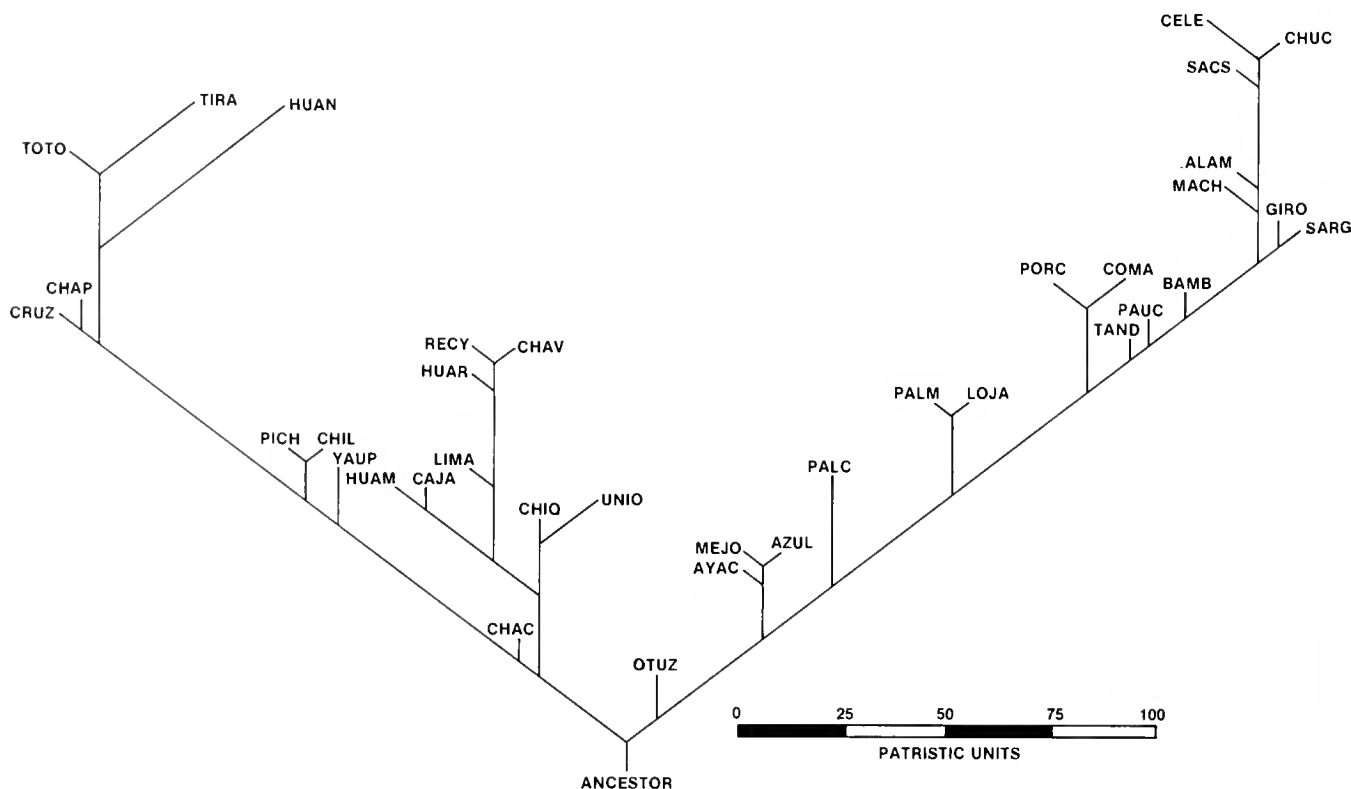 CELE
CHUC
SACS
TIRA
HUAN
TOTO
.ALAM
MACH
GIRO
SARG
PORC
COMA
BAMB
CHAP
CRUZ
PAUC
TAND
RECY
CHAV
HUAR
PALM
LOJA
PICH
CHIL
YAUP
LIMA
PALC
HUAM
CAJA
UNIO
CHIQ
MEJO
AZUL
AYAC
CHAC
OTUZ
0 25 50 75 100
PATRISTIC UNITS
ANCESTOR